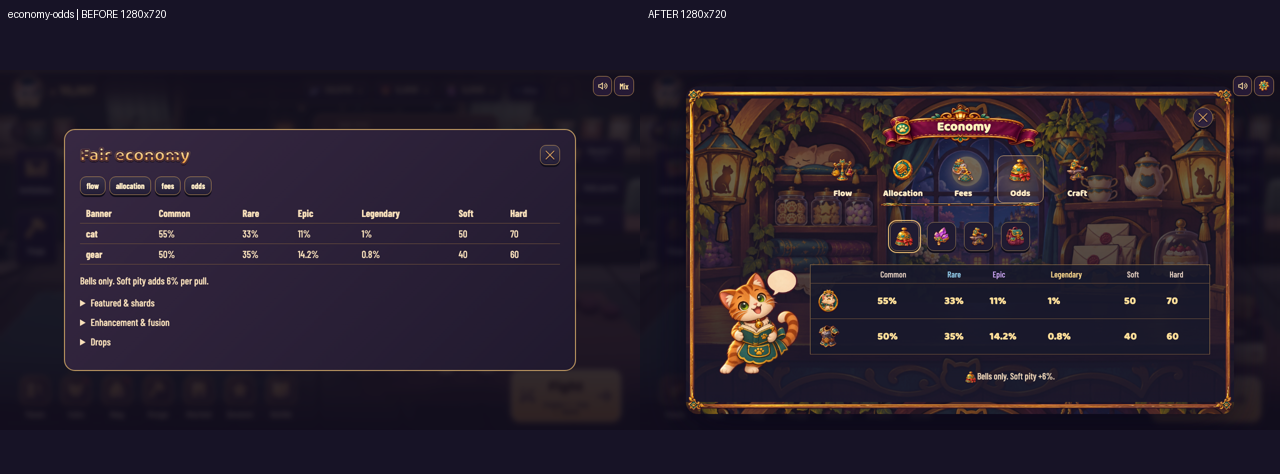 economy-odds | BEFORE 1280x720
AFTER 1280x720
Mix
Fair economy
flow allocation fees odds
Banner Common Rare Epic Legendary Soft Hard
cat 55% 33% 11% 1% 50 70
gear 50% 35% 14.2% 0.8% 40 60
Bells only. Soft pity adds 6% per pull.
Featured & shards
Enhancement & fusion
Drops
Economy
Flow Allocation Fees Odds Craft
Common Rare Epic Legendary Soft Hard
55% 33% 11% 1% 50 70
50% 35% 14.2% 0.8% 40 60
Bells only. Soft pity +6%.